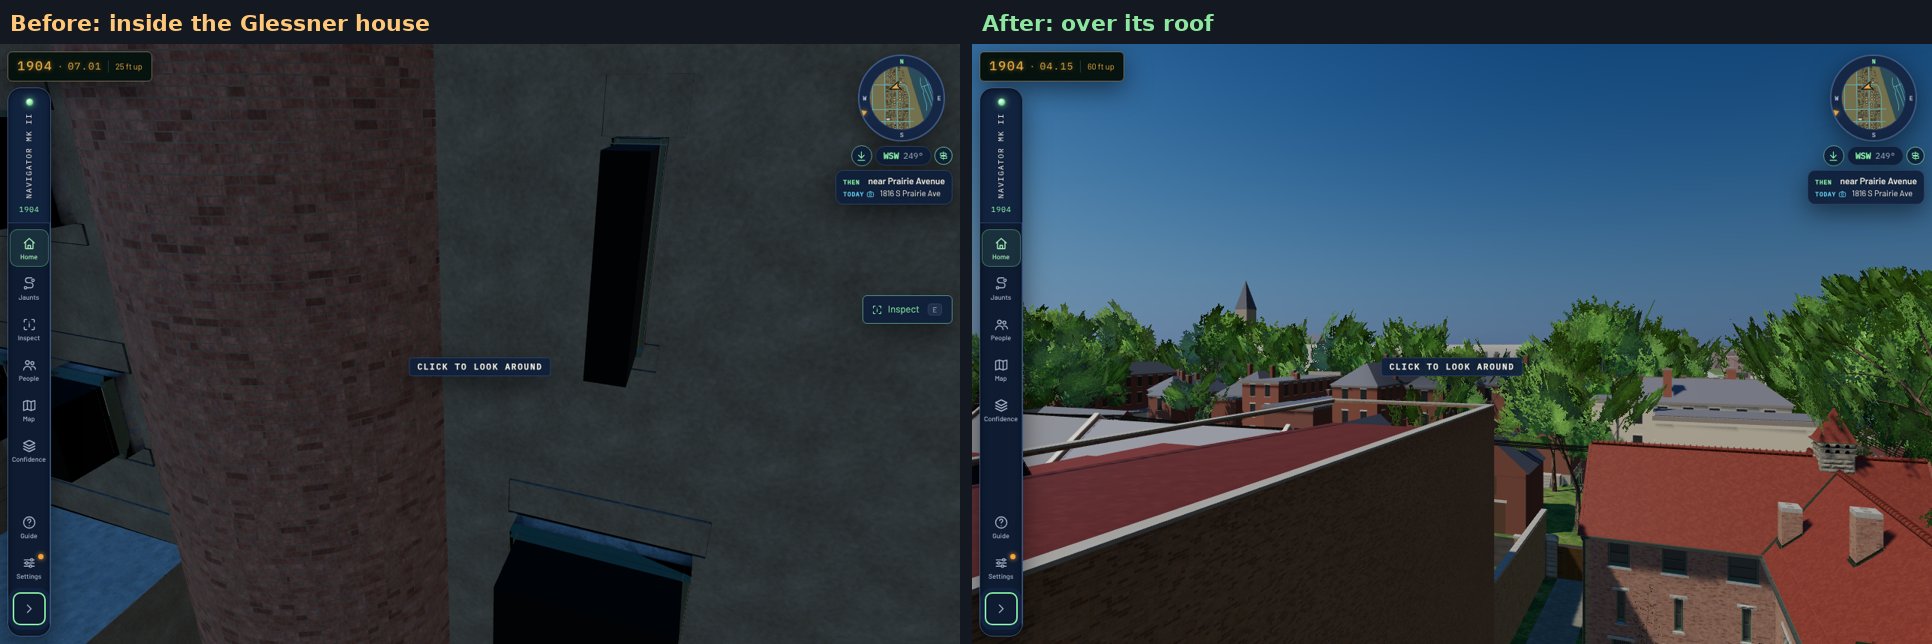 Before: inside the Glessner house
1904 · 07.01 25 ft up
NAVIGATOR MK II
1904
Home
Jaunts
Inspect
People
Map
Confidence
Guide
Settings
N
W
E
S
WSW 249°
THEN near Prairie Avenue
TODAY 1816 S Prairie Ave
Inspect E
CLICK TO LOOK AROUND
After: over its roof
1904 · 04.15 60 ft up
NAVIGATOR MK II
1904
Home
Jaunts
People
Map
Confidence
Guide
Settings
N
W
E
S
WSW 249°
THEN near Prairie Avenue
TODAY 1816 S Prairie Ave
CLICK TO LOOK AROUND